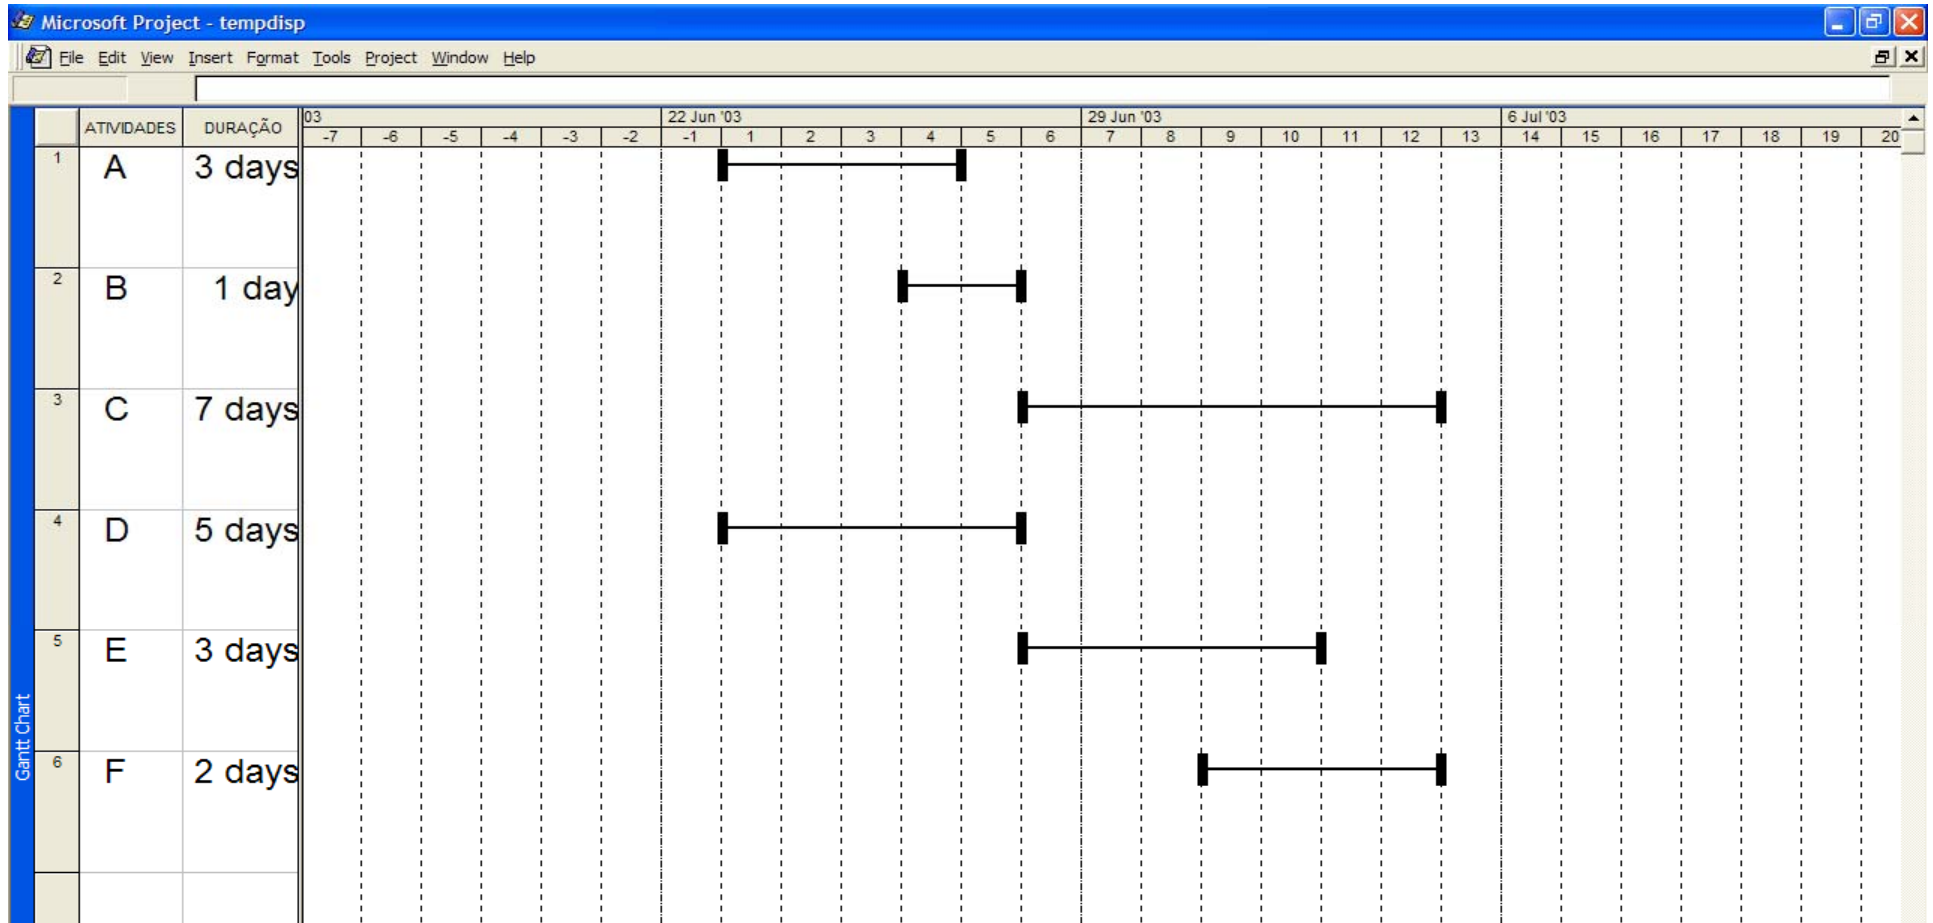 Microsoft Project - tempdisp
File Edit View Insert Format Tools Project Window Help
ATIVIDADES DURAÇÃO 03 22 Jun '03 29 Jun '03 6 Jul '03
-7 -6 -5 -4 -3 -2 -1 1 2 3 4 5 6 7 8 9 10 11 12 13 14 15 16 17 18 19 20
1 A 3 days
2 B 1 day
3 C 7 days
4 D 5 days
5 E 3 days
6 F 2 days
Gantt Chart